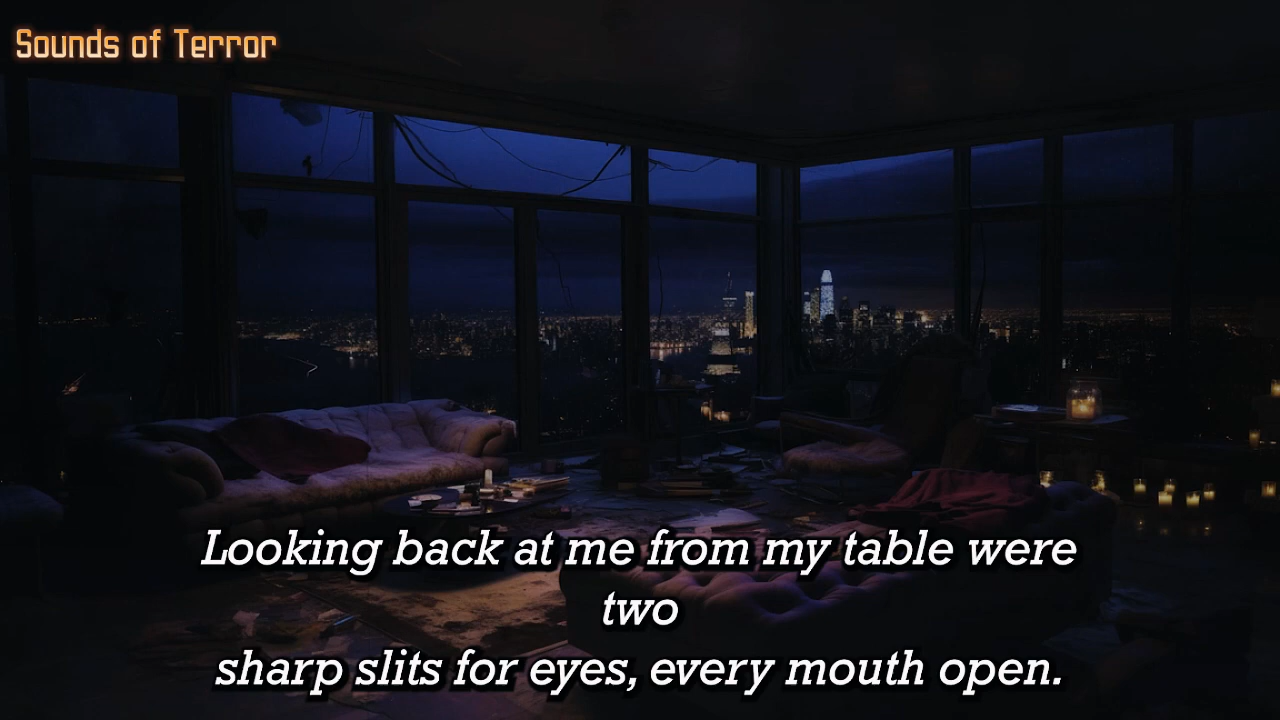 Sounds of Terror
Looking back at me from my table were
two
sharp slits for eyes, every mouth open.